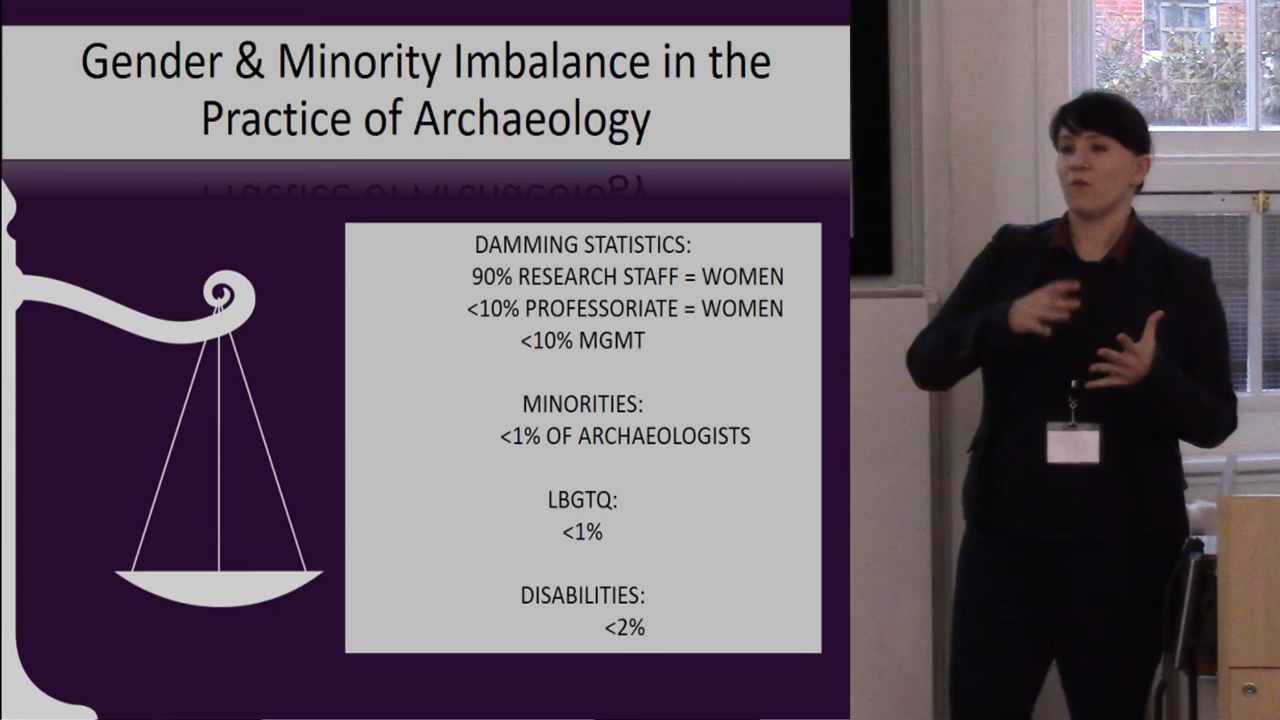 Gender & Minority Imbalance in the
Practice of Archaeology
DAMMING STATISTICS:
90% RESEARCH STAFF = WOMEN
<10% PROFESSORIATE = WOMEN
<10% MGMT
MINORITIES:
<1% OF ARCHAEOLOGISTS
LBGTQ:
<1%
DISABILITIES:
<2%